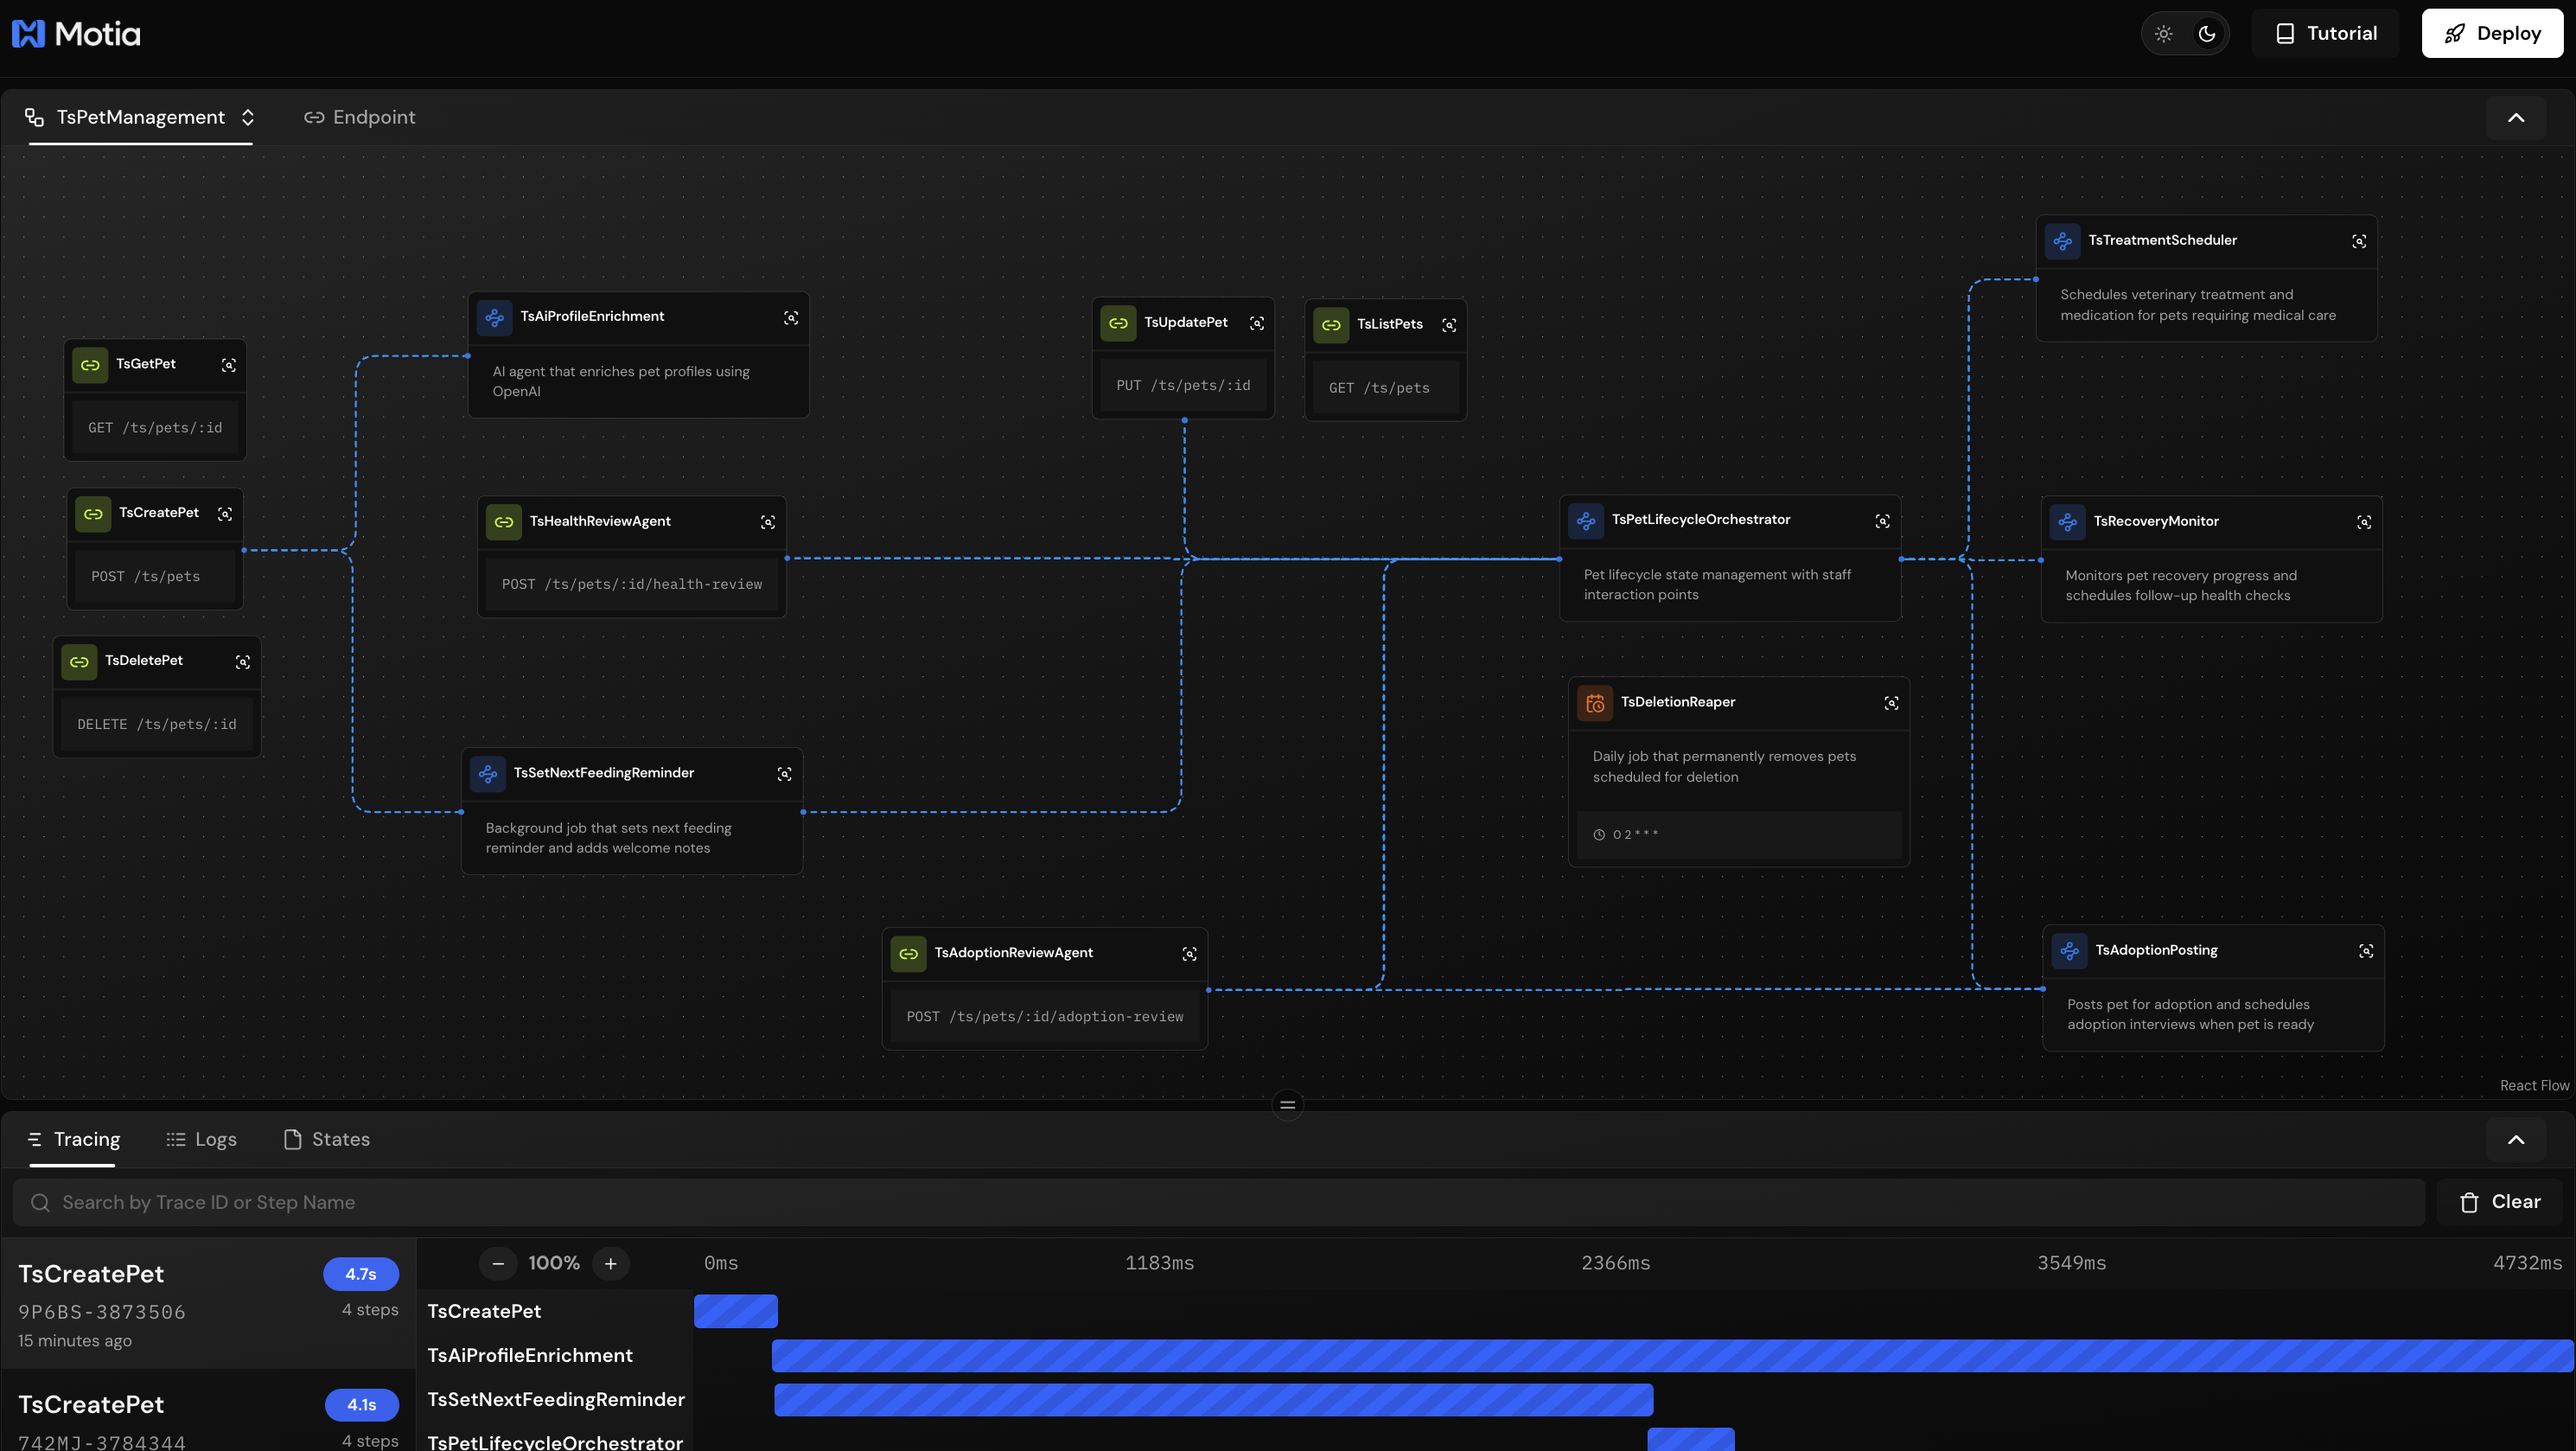 Motia
Tutorial
Deploy
TsPetManagement
Endpoint
TsTreatmentScheduler
Schedules veterinary treatment and
medication for pets requiring medical care
TsAiProfileEnrichment
AI agent that enriches pet profiles using
OpenAI
TsUpdatePet
PUT /ts/pets/:id
TsListPets
GET /ts/pets
TsGetPet
GET /ts/pets/:id
TsCreatePet
POST /ts/pets
TsHealthReviewAgent
POST /ts/pets/:id/health-review
TsPetLifecycleOrchestrator
Pet lifecycle state management with staff
interaction points
TsRecoveryMonitor
Monitors pet recovery progress and
schedules follow-up health checks
TsDeletePet
DELETE /ts/pets/:id
TsDeletionReaper
Daily job that permanently removes pets
scheduled for deletion
0 2 * * *
TsSetNextFeedingReminder
Background job that sets next feeding
reminder and adds welcome notes
TsAdoptionReviewAgent
POST /ts/pets/:id/adoption-review
TsAdoptionPosting
Posts pet for adoption and schedules
adoption interviews when pet is ready
React Flow
Tracing
Logs
States
Search by Trace ID or Step Name
Clear
TsCreatePet
4.7s
9P6BS-3873506
4 steps
15 minutes ago
TsCreatePet
4.1s
742MJ-3784344
4 steps
100%
0ms
1183ms
2366ms
3549ms
4732ms
TsCreatePet
TsAiProfileEnrichment
TsSetNextFeedingReminder
TsPetLifecycleOrchestrator